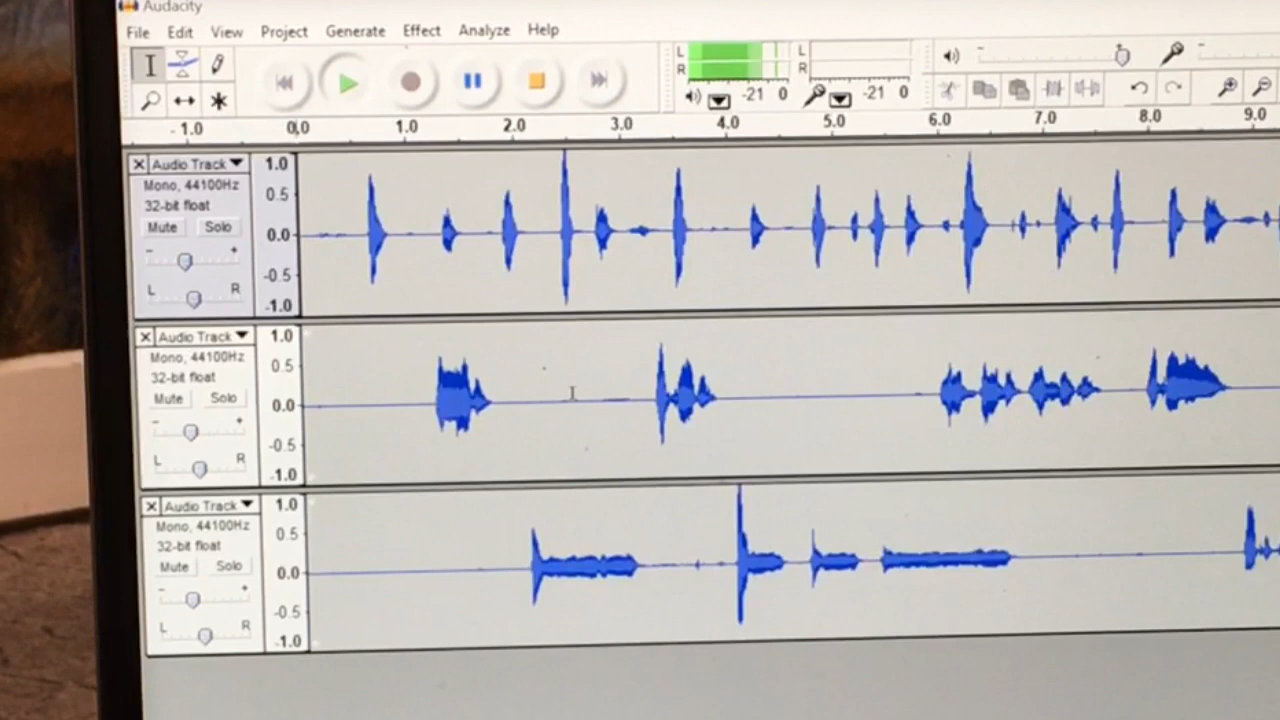 Audacity
File Edit View Project Generate Effect Analyze Help
L R -21 0 L R -21 0
- 1.0 0,0 1.0 2.0 3.0 4.0 5.0 6.0 7.0 8.0 9.0
X Audio Track 1.0
Mono, 44100Hz 0.5
32-bit float
Mute Solo 0.0
- +
-0.5
L R
-1.0
X Audio Track 1.0
Mono, 44100Hz 0.5
32-bit float
Mute Solo 0.0
- +
-0.5
L R
-1.0
X Audio Track 1.0
Mono, 44100Hz 0.5
32-bit float
Mute Solo 0.0
- +
-0.5
L R
-1.0